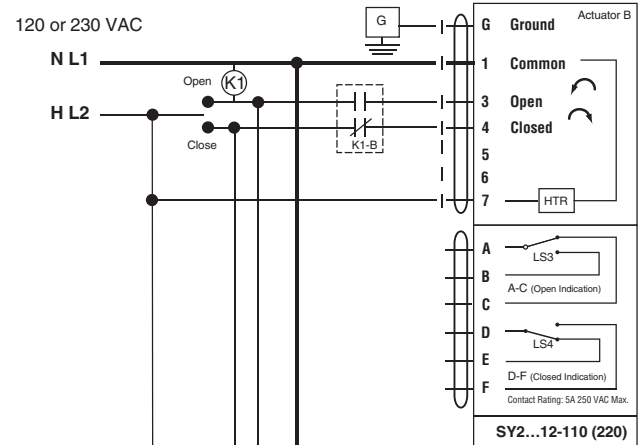 120 or 230 VAC
G
G Ground
Actuator B
N L1
1 Common
Open
K1
3 Open
H L2
4 Closed
Close
K1-B
5
6
7
HTR
A
LS3
B
A-C (Open Indication)
C
D
LS4
E
D-F (Closed Indication)
F
Contact Rating: 5A 250 VAC Max.
SY2...12-110 (220)